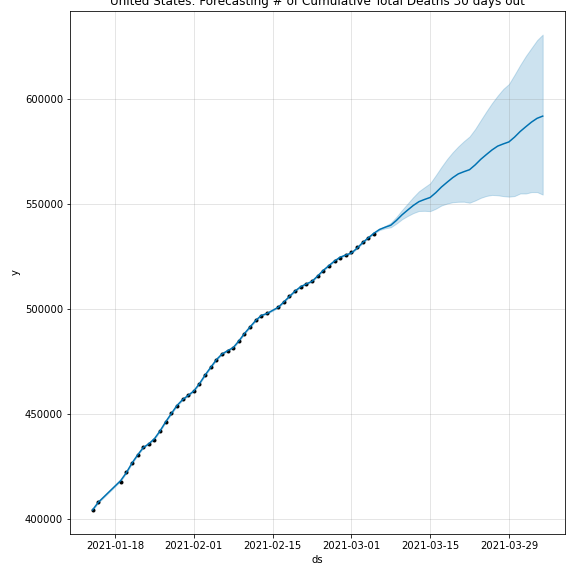 United States: Forecasting # of Cumulative Total Deaths 30 days out
600000
550000
500000
450000
400000
y
2021-01-18 2021-02-01 2021-02-15 2021-03-01 2021-03-15 2021-03-29
ds